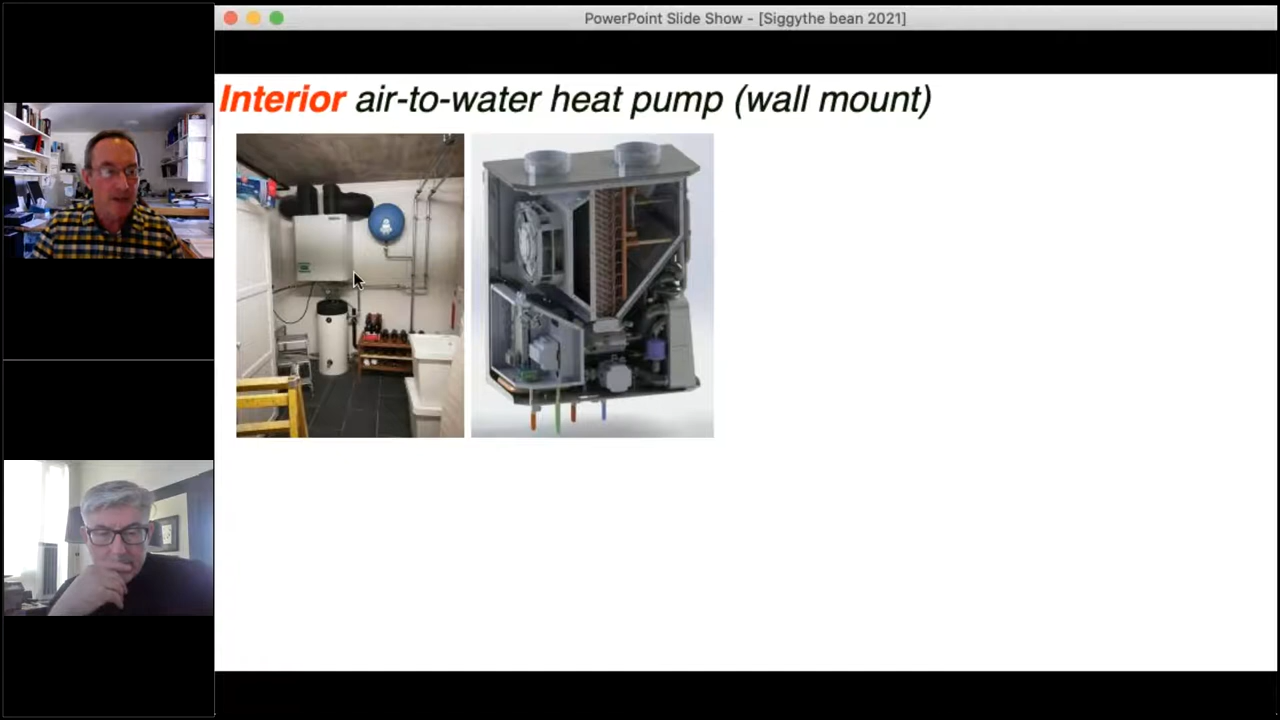 PowerPoint Slide Show - [Siggythe bean 2021]
Interior air-to-water heat pump (wall mount)